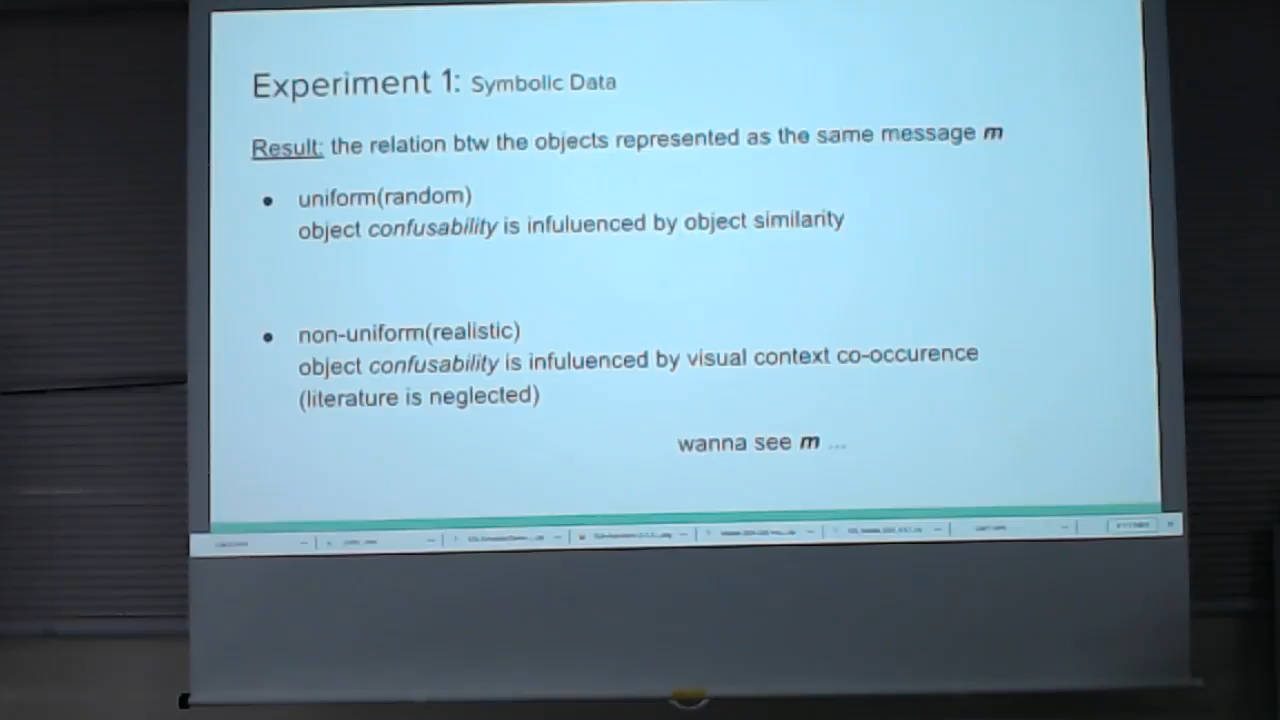 Experiment 1: Symbolic Data
Result: the relation btw the objects represented as the same message m
● uniform(random)
object confusability is infuluenced by object similarity
● non-uniform(realistic)
object confusability is infuluenced by visual context co-occurence
(literature is neglected)
wanna see m ...